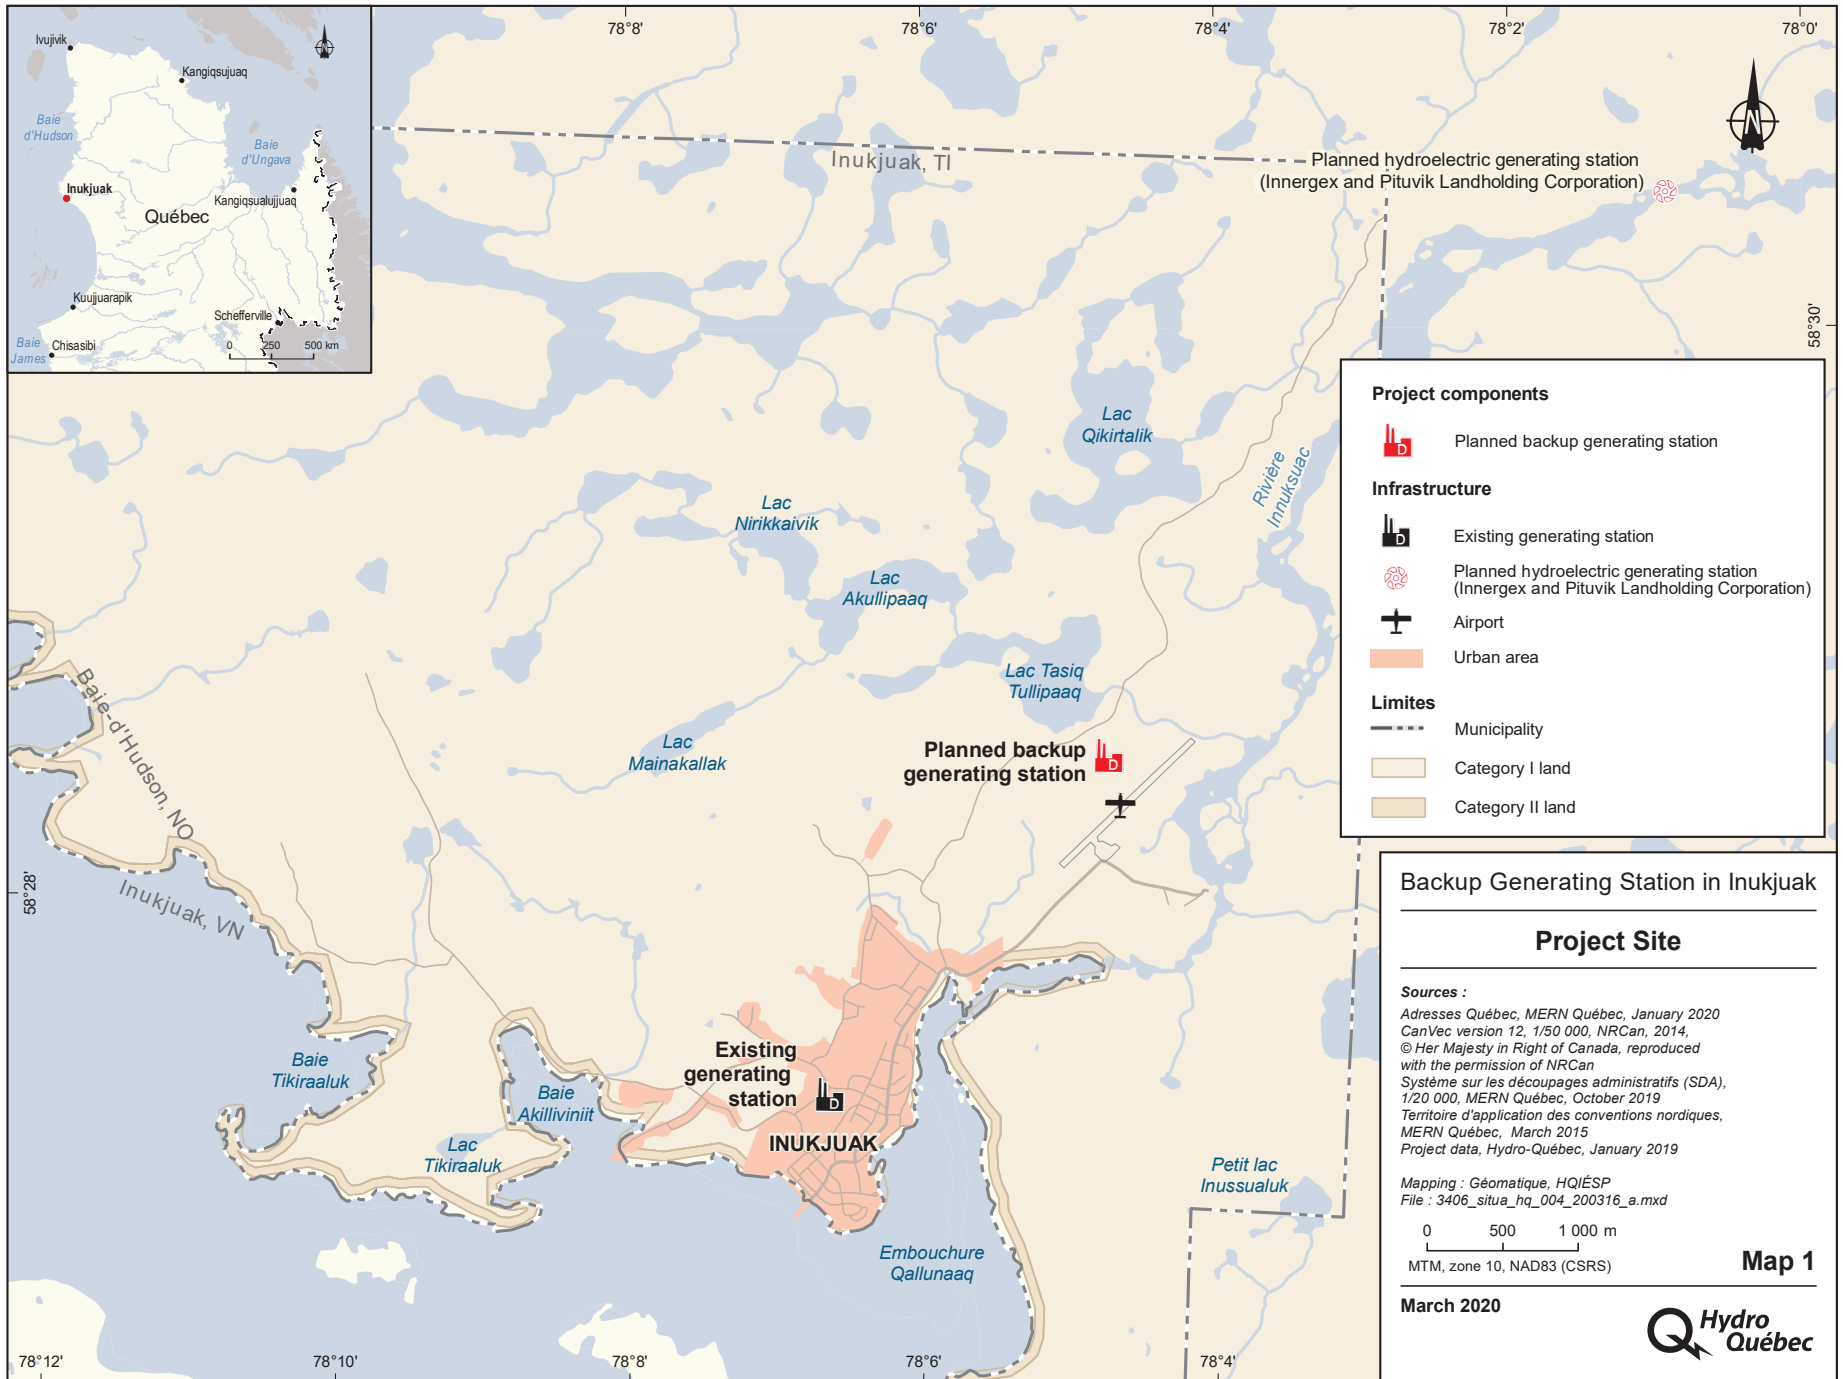 Ivujivik
Kangiqsujuaq
Baie
d'Hudson
Baie
d'Ungava
Inukjuak
Kangiqsualujjuaq
Québec
Kuujjuarapik
Schefferville
Baie
James
Chisasibi
0 250 500 km
78°8' 78°6' 78°4' 78°2' 78°0'
N
Inukjuak, TI
Planned hydroelectric generating station
(Innergex and Pituvik Landholding Corporation)
58°30'
Lac
Qikirtalik
Rivière
Innuksuac
Lac
Nirikkaivik
Lac
Akullipaaq
Lac Tasiq
Tullipaaq
Lac
Mainakallak
Planned backup
generating station
D
Baie-d'Hudson, NO
Inukjuak, VN
58°28'
Existing
generating
station
D
INUKJUAK
Baie
Tikiraaluk
Baie
Akilliviniit
Lac
Tikiraaluk
Petit lac
Inussualuk
Embouchure
Qallunaaq
78°12' 78°10' 78°8' 78°6' 78°4'
Project components
D
Planned backup generating station
Infrastructure
D
Existing generating station
Planned hydroelectric generating station
(Innergex and Pituvik Landholding Corporation)
Airport
Urban area
Limites
Municipality
Category I land
Category II land
Backup Generating Station in Inukjuak
Project Site
Sources :
Adresses Québec, MERN Québec, January 2020
CanVec version 12, 1/50 000, NRCan, 2014,
© Her Majesty in Right of Canada, reproduced
with the permission of NRCan
Système sur les découpages administratifs (SDA),
1/20 000, MERN Québec, October 2019
Territoire d'application des conventions nordiques,
MERN Québec, March 2015
Project data, Hydro-Québec, January 2019
Mapping : Géomatique, HQIÉSP
File : 3406_situa_hq_004_200316_a.mxd
0 500 1 000 m
MTM, zone 10, NAD83 (CSRS)
Map 1
March 2020
Hydro
Québec